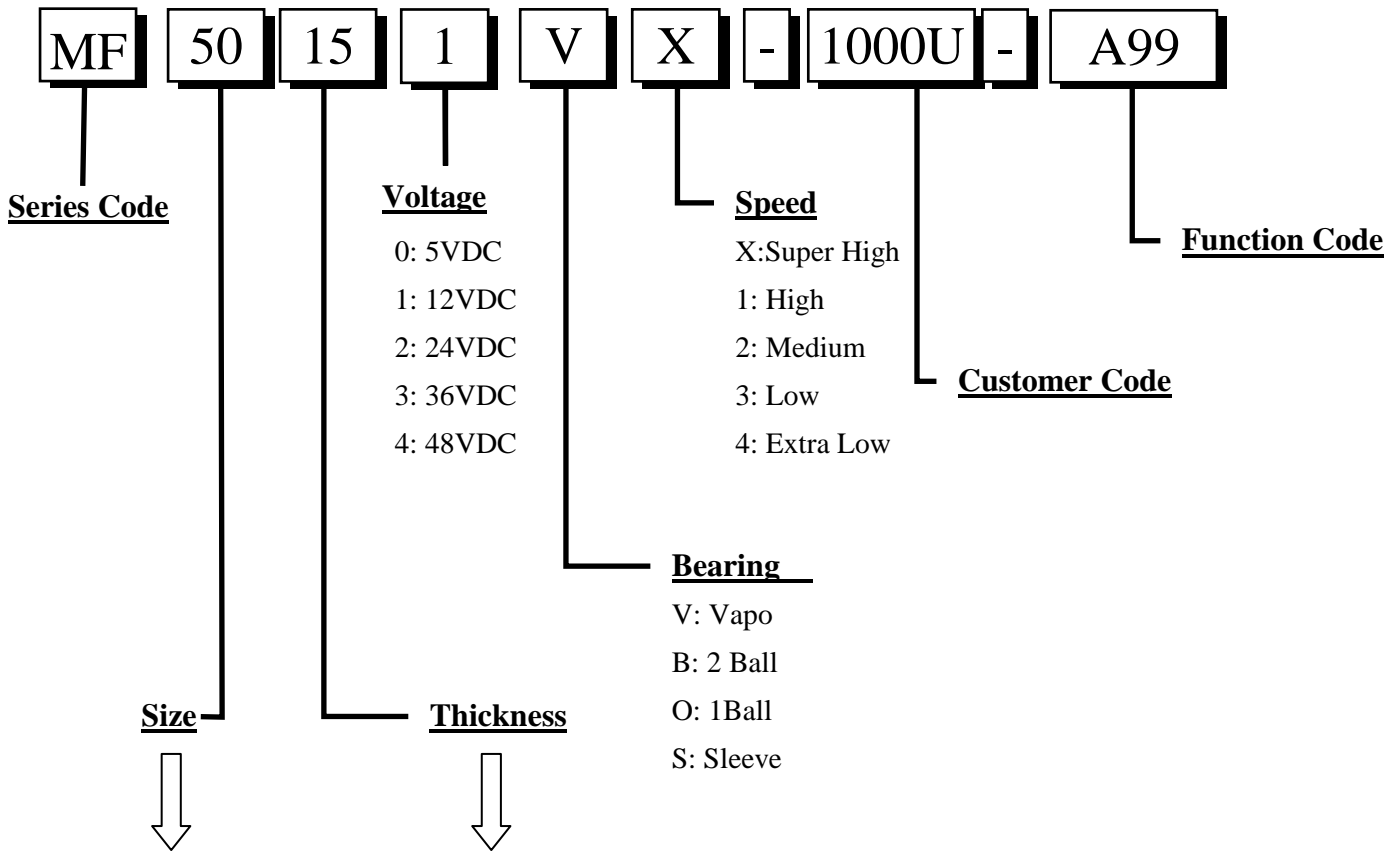 MF 50 15 1 V X - 1000U - A99
Series Code
Voltage
0: 5VDC
1: 12VDC
2: 24VDC
3: 36VDC
4: 48VDC
Speed
X:Super High
1: High
2: Medium
3: Low
4: Extra Low
Function Code
Customer Code
Bearing
V: Vapo
B: 2 Ball
O: 1Ball
S: Sleeve
Size
Thickness